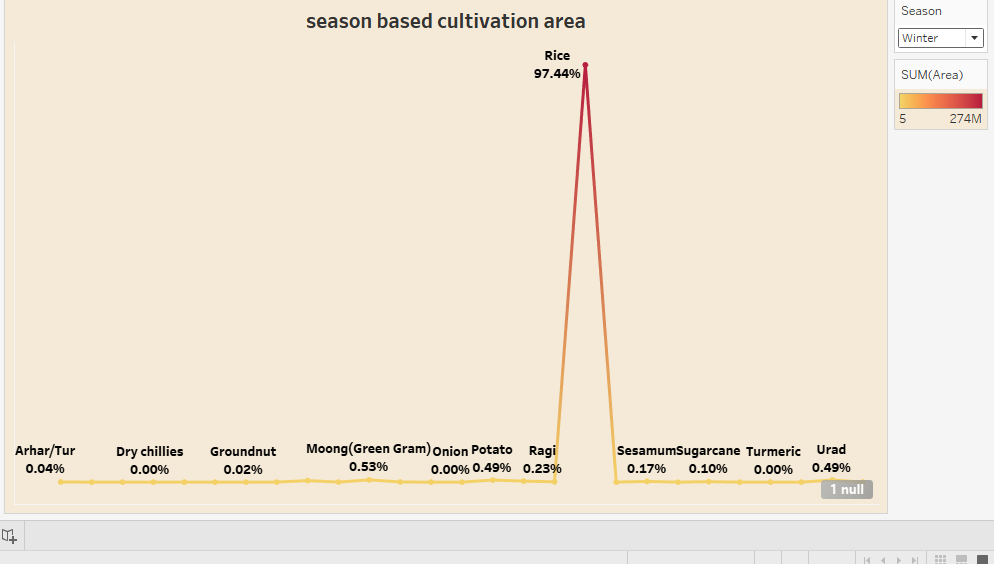 season based cultivation area
Season
Winter
SUM(Area)
5 274M
Rice
97.44%
Arhar/Tur
0.04%
Dry chillies
0.00%
Groundnut
0.02%
Moong(Green Gram)
0.53%
Onion
0.00%
Potato
0.49%
Ragi
0.23%
Sesamum
0.17%
Sugarcane
0.10%
Turmeric
0.00%
Urad
0.49%
1 null